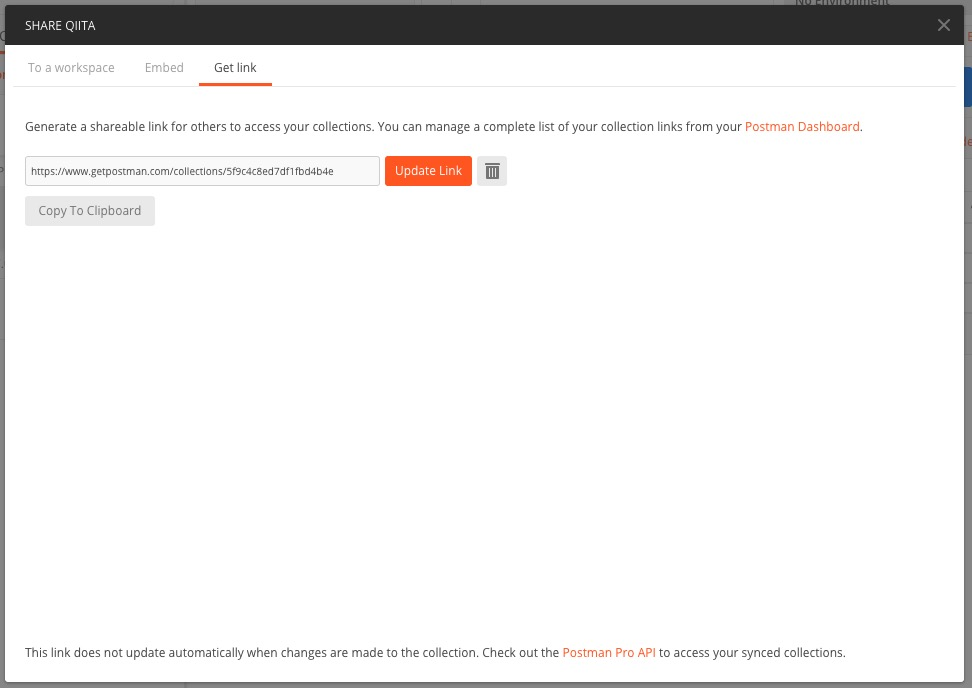 No Environment
SHARE QIITA
To a workspace
Embed
Get link
Generate a shareable link for others to access your collections. You can manage a complete list of your collection links from your Postman Dashboard.
https://www.getpostman.com/collections/5f9c4c8ed7df1fbd4b4e
Update Link
Copy To Clipboard
This link does not update automatically when changes are made to the collection. Check out the Postman Pro API to access your synced collections.